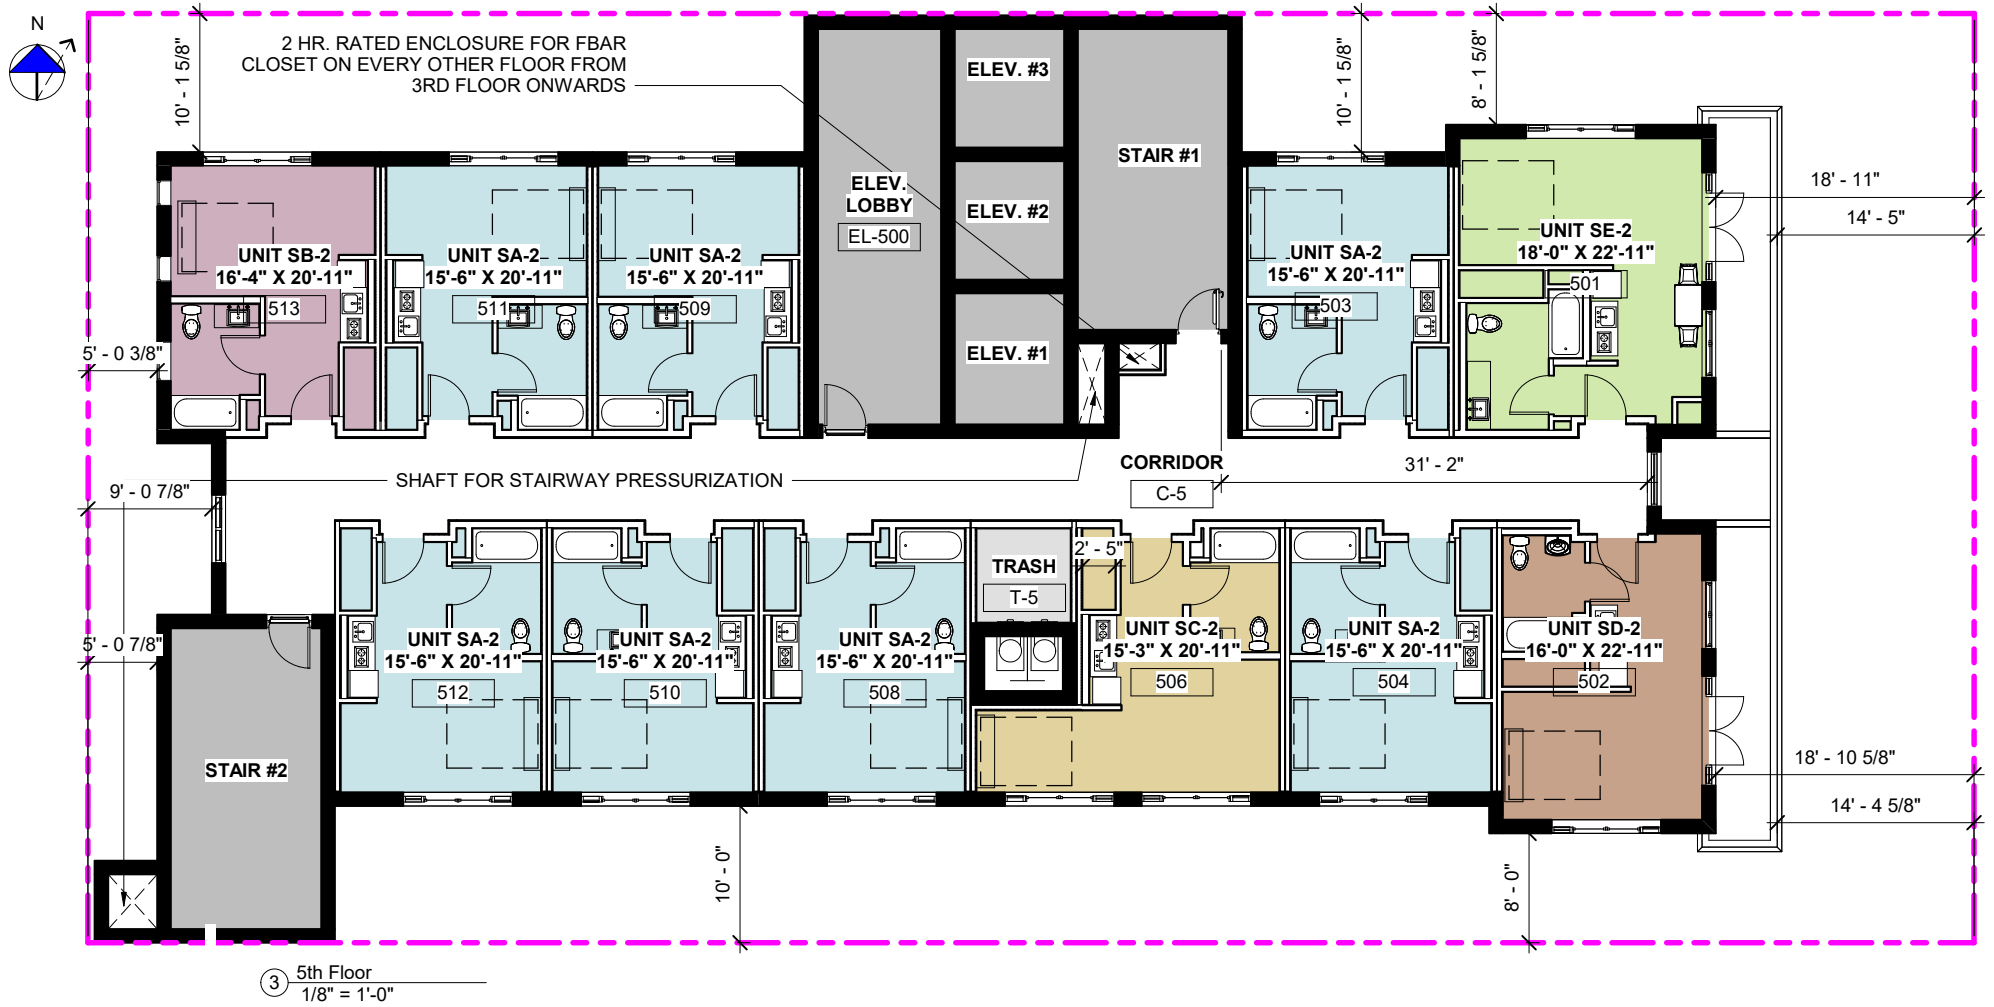 N
10' - 1 5/8"
2 HR. RATED ENCLOSURE FOR FBAR
CLOSET ON EVERY OTHER FLOOR FROM
3RD FLOOR ONWARDS
ELEV. #3
10' - 1 5/8"
8' - 1 5/8"
STAIR #1
ELEV.
LOBBY
EL-500
ELEV. #2
ELEV. #1
18' - 11"
14' - 5"
UNIT SB-2
16'-4" X 20'-11"
513
UNIT SA-2
15'-6" X 20'-11"
511
UNIT SA-2
15'-6" X 20'-11"
509
UNIT SA-2
15'-6" X 20'-11"
503
UNIT SE-2
18'-0" X 22'-11"
501
5' - 0 3/8"
9' - 0 7/8"
SHAFT FOR STAIRWAY PRESSURIZATION
CORRIDOR
C-5
31' - 2"
5' - 0 7/8"
TRASH
T-5
2' - 5"
UNIT SA-2
15'-6" X 20'-11"
512
UNIT SA-2
15'-6" X 20'-11"
510
UNIT SA-2
15'-6" X 20'-11"
508
UNIT SC-2
15'-3" X 20'-11"
506
UNIT SA-2
15'-6" X 20'-11"
504
UNIT SD-2
16'-0" X 22'-11"
502
STAIR #2
18' - 10 5/8"
14' - 4 5/8"
10' - 0"
8' - 0"
3
5th Floor
1/8" = 1'-0"